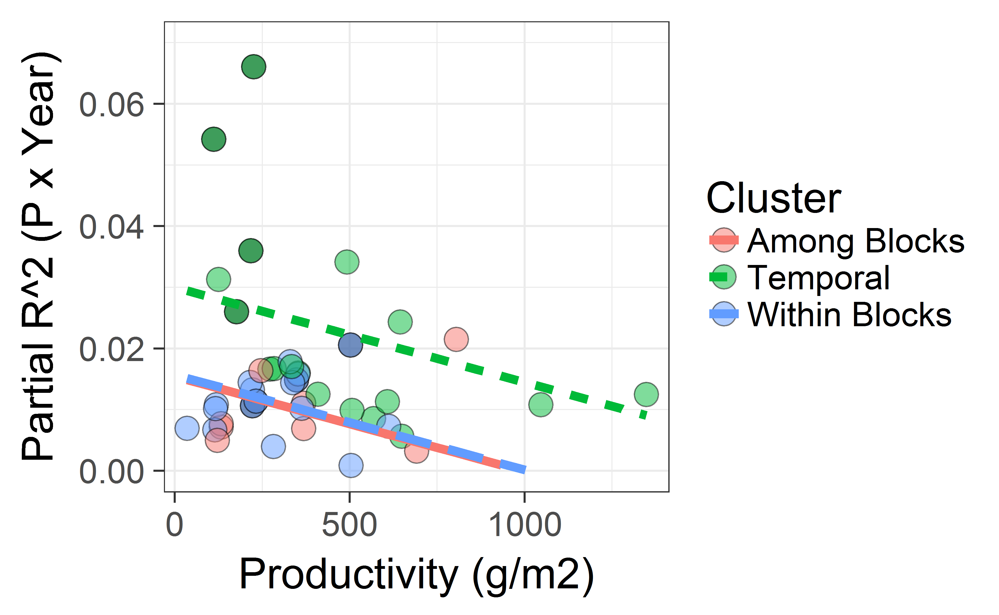 Partial R^2 (P x Year)
0.06
0.04
0.02
0.00
0
500
1000
Productivity (g/m2)
Cluster
Among Blocks
Temporal
Within Blocks